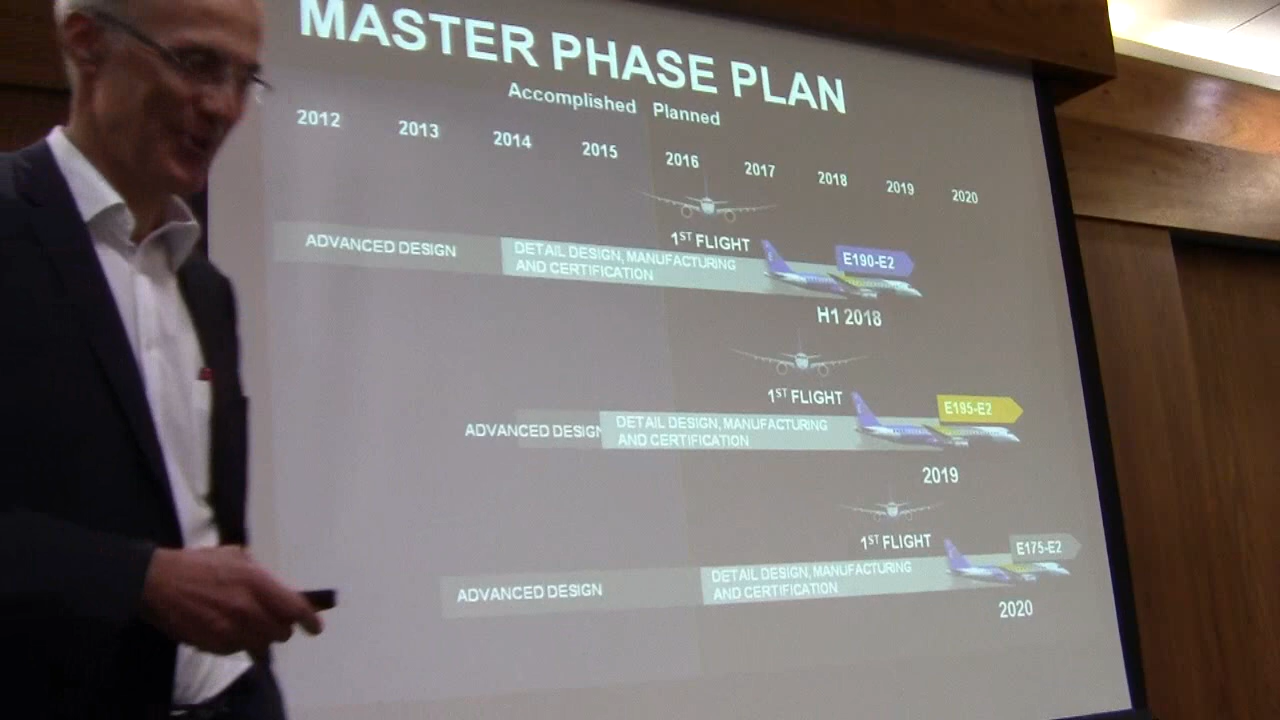 MASTER PHASE PLAN
Accomplished Planned
2012 2013 2014 2015 2016 2017 2018 2019 2020
1ST FLIGHT
ADVANCED DESIGN
DETAIL DESIGN, MANUFACTURING
AND CERTIFICATION
E190-E2
H1 2018
1ST FLIGHT
ADVANCED DESIGN
DETAIL DESIGN, MANUFACTURING
AND CERTIFICATION
E195-E2
2019
1ST FLIGHT
ADVANCED DESIGN
DETAIL DESIGN, MANUFACTURING
AND CERTIFICATION
E175-E2
2020